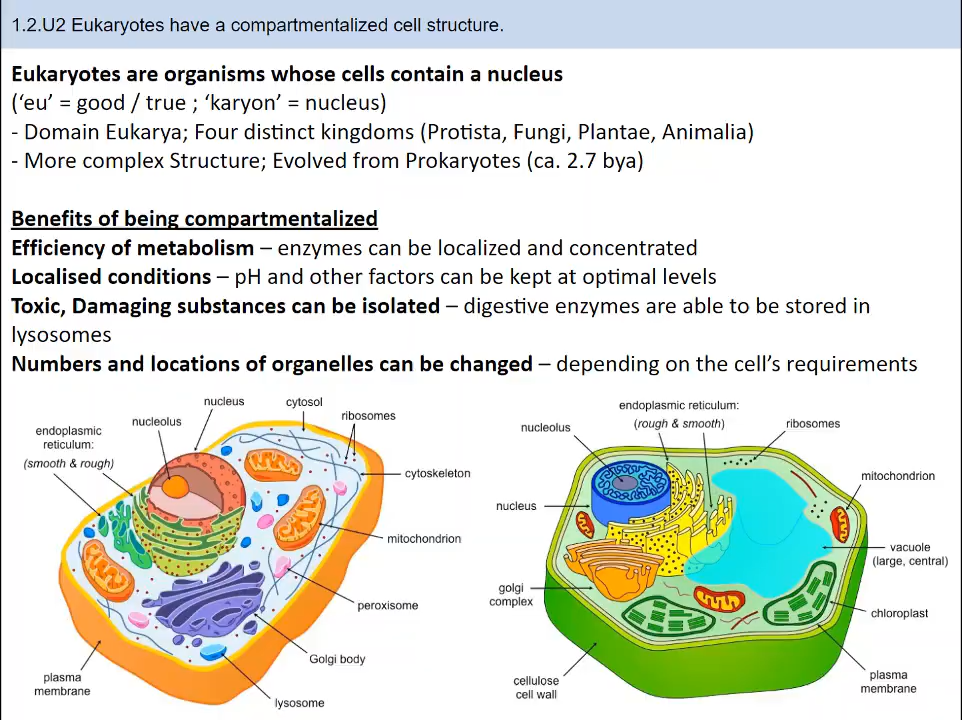 1.2.U2 Eukaryotes have a compartmentalized cell structure.
Eukaryotes are organisms whose cells contain a nucleus
('eu' = good / true ; 'karyon' = nucleus)
- Domain Eukarya; Four distinct kingdoms (Protista, Fungi, Plantae, Animalia)
- More complex Structure; Evolved from Prokaryotes (ca. 2.7 bya)
Benefits of being compartmentalized
Efficiency of metabolism – enzymes can be localized and concentrated
Localised conditions – pH and other factors can be kept at optimal levels
Toxic, Damaging substances can be isolated – digestive enzymes are able to be stored in
lysosomes
Numbers and locations of organelles can be changed – depending on the cell's requirements
nucleus
cytosol
nucleolus
ribosomes
endoplasmic
reticulum:
(smooth & rough)
cytoskeleton
mitochondrion
peroxisome
Golgi body
plasma
membrane
lysosome
endoplasmic reticulum:
(rough & smooth)
nucleolus
ribosomes
mitochondrion
nucleus
vacuole
(large, central)
golgi
complex
chloroplast
cellulose
cell wall
plasma
membrane